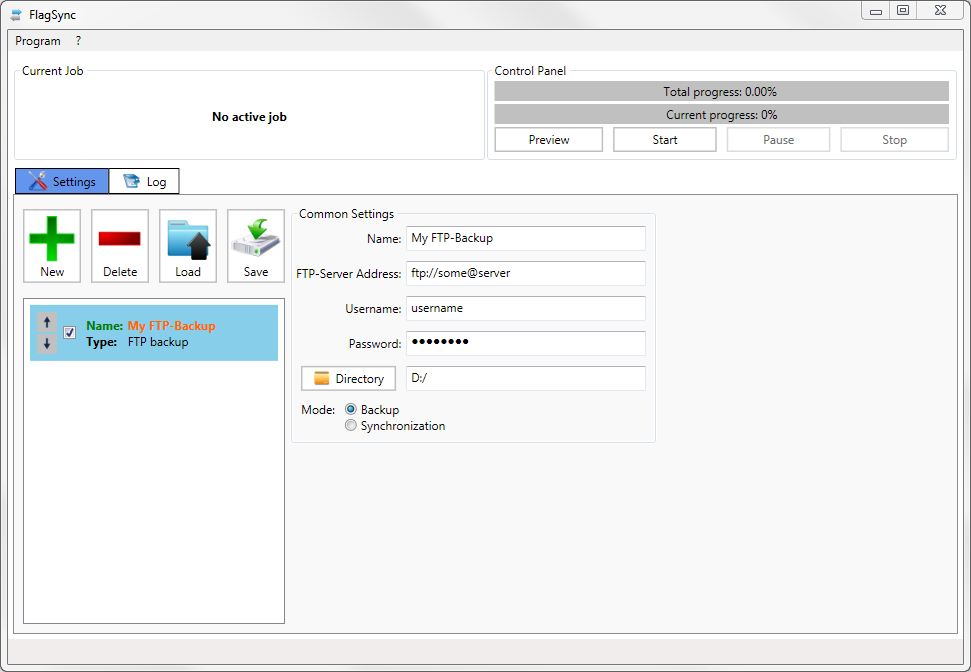 FlagSync
Program ?
Current Job
No active job
Control Panel
Total progress: 0.00%
Current progress: 0%
Preview Start Pause Stop
Settings Log
New Delete Load Save
Name: My FTP-Backup
Type: FTP backup
Common Settings
Name: My FTP-Backup
FTP-Server Address: ftp://some@server
Username: username
Password: ••••••••
Directory D:/
Mode: Backup
Synchronization